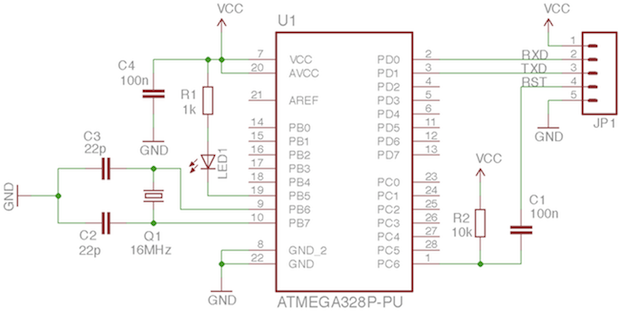 VCC
VCC
U1
C4
100n
7
VCC
PD0
2
RXD
1
20
AVCC
PD1
3
TXD
2
PD2
4
RST
3
R1
1k
21
AREF
PD3
5
4
PD4
6
5
PD5
11
GND
JP1
14
PB0
PD6
12
GND
15
PB1
PD7
13
C3
22p
16
PB2
VCC
LED1
17
PB3
PC0
23
18
PB4
PC1
24
19
PB5
PC2
25
R2
10k
C1
100n
GND
9
PB6
PC3
26
10
PB7
PC4
27
C2
22p
Q1
16MHz
8
GND_2
PC5
28
22
GND
PC6
1
GND
ATMEGA328P-PU